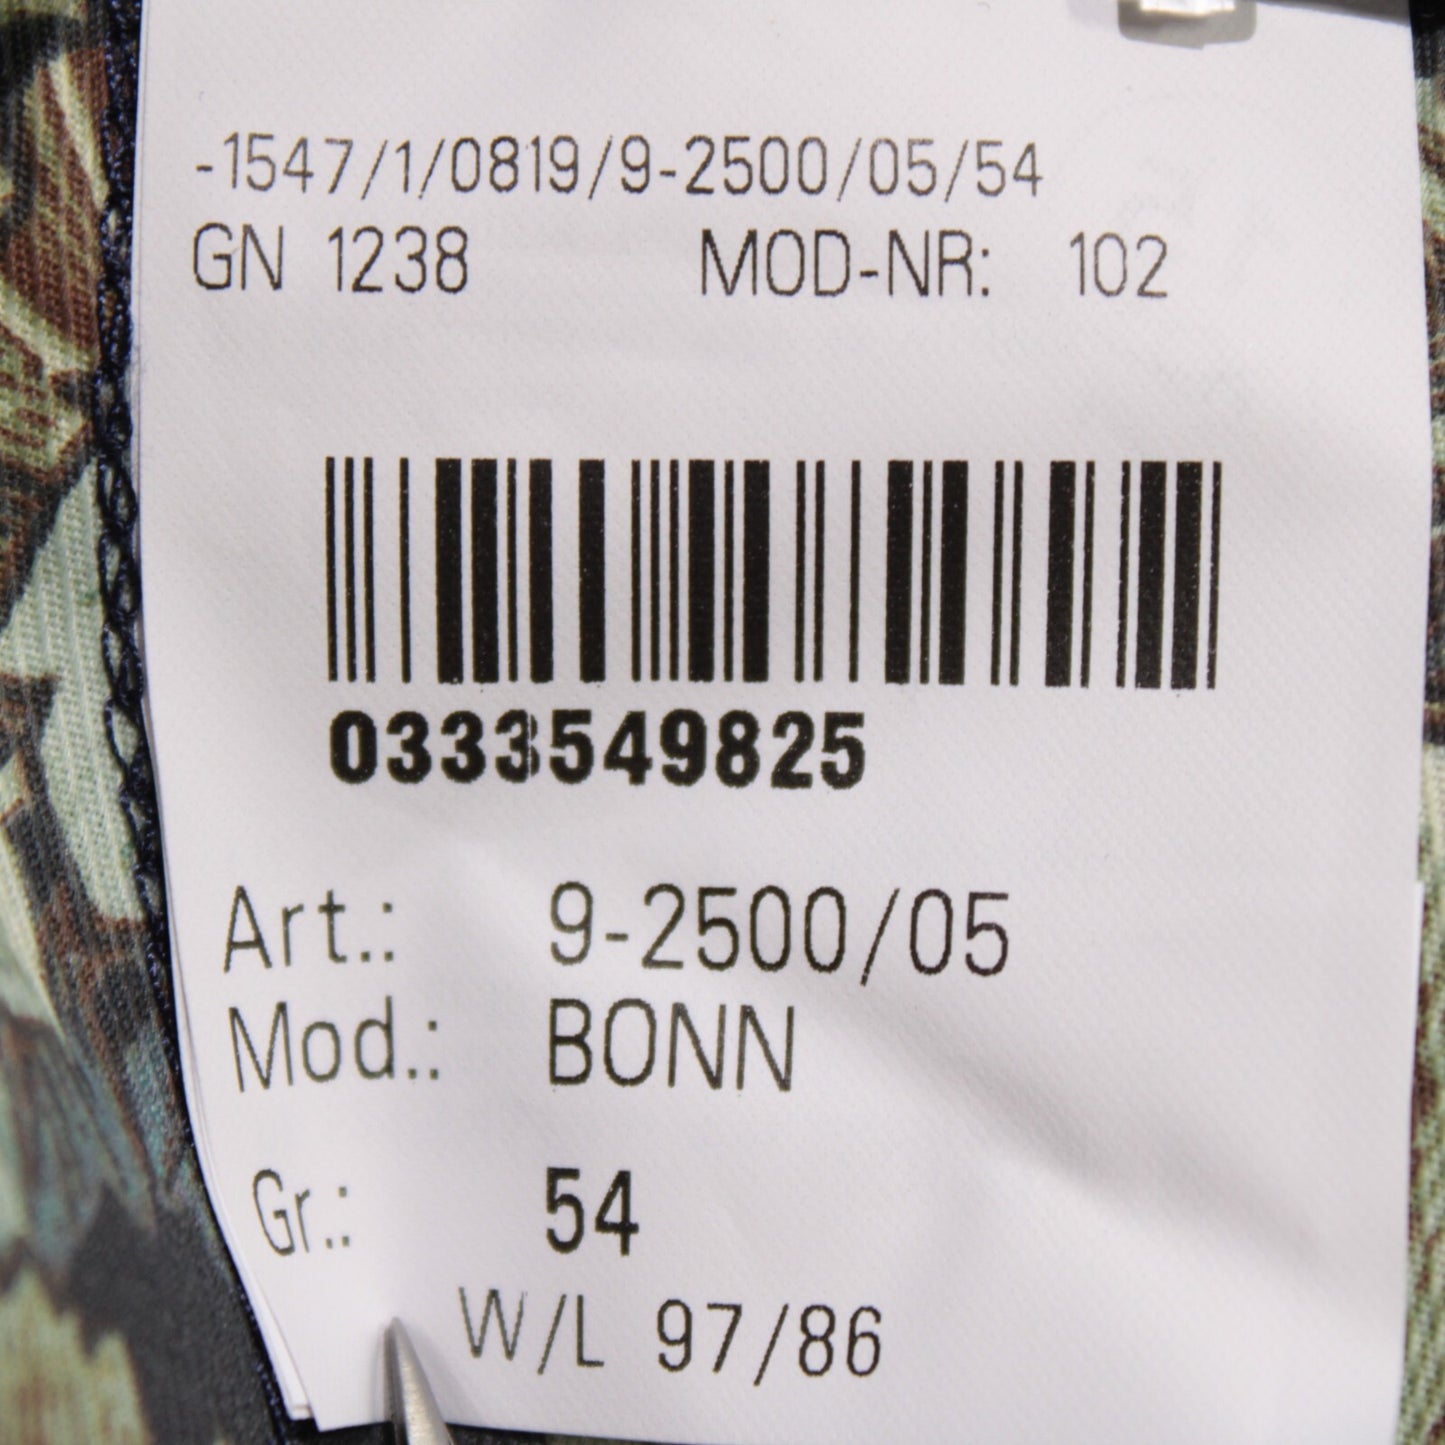 -1547/1/0819/9-2500/05/54
GN 1238 MOD-NR: 102
0333549825
Art.: 9-2500/05
Mod.: BONN
Gr.: 54
W/L 97/86